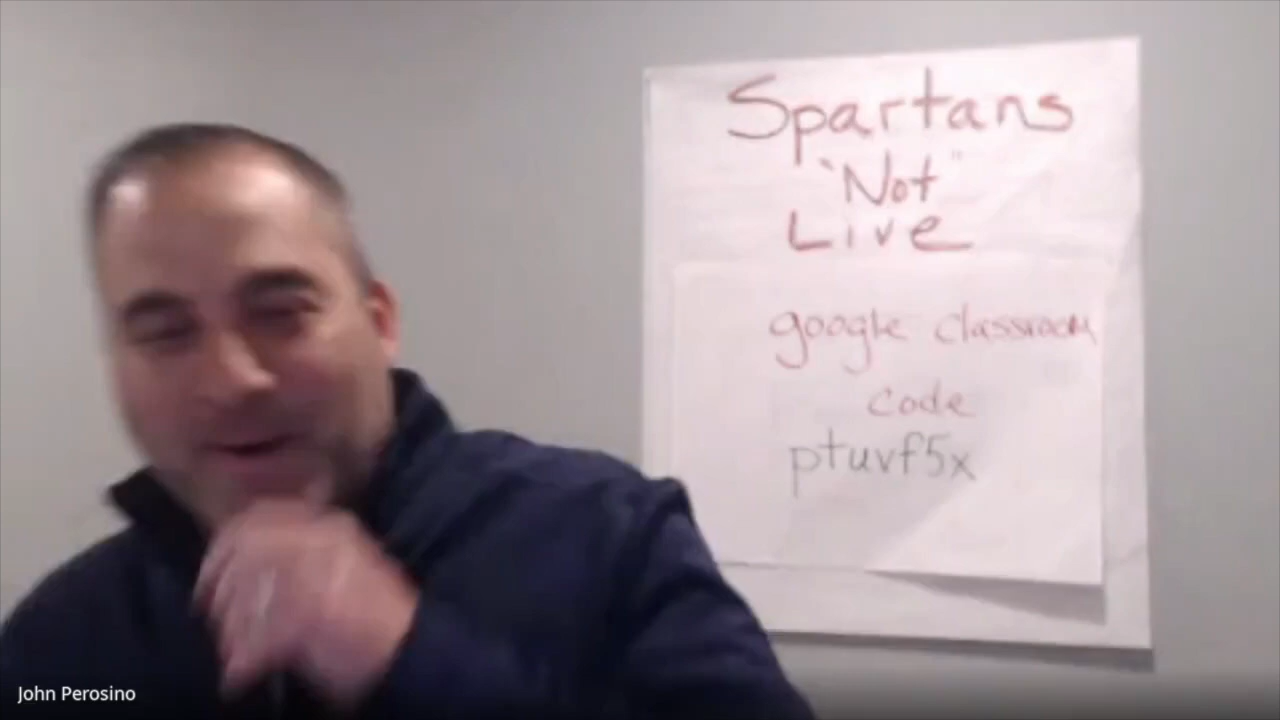 Spartans
"Not"
Live
google classroom
code
ptuvf5x
John Perosino